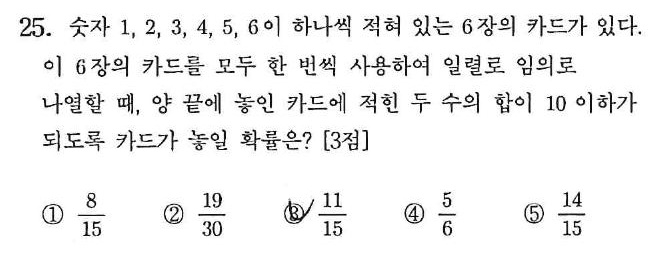 25. 숫자 1, 2, 3, 4, 5, 6이 하나씩 적혀 있는 6장의 카드가 있다.
이 6장의 카드를 모두 한 번씩 사용하여 일렬로 임의로
나열할 때, 양 끝에 놓인 카드에 적힌 두 수의 합이 10 이하가
되도록 카드가 놓일 확률은? [3점]
① 8/15 ② 19/30 ③ 11/15 ④ 5/6 ⑤ 14/15